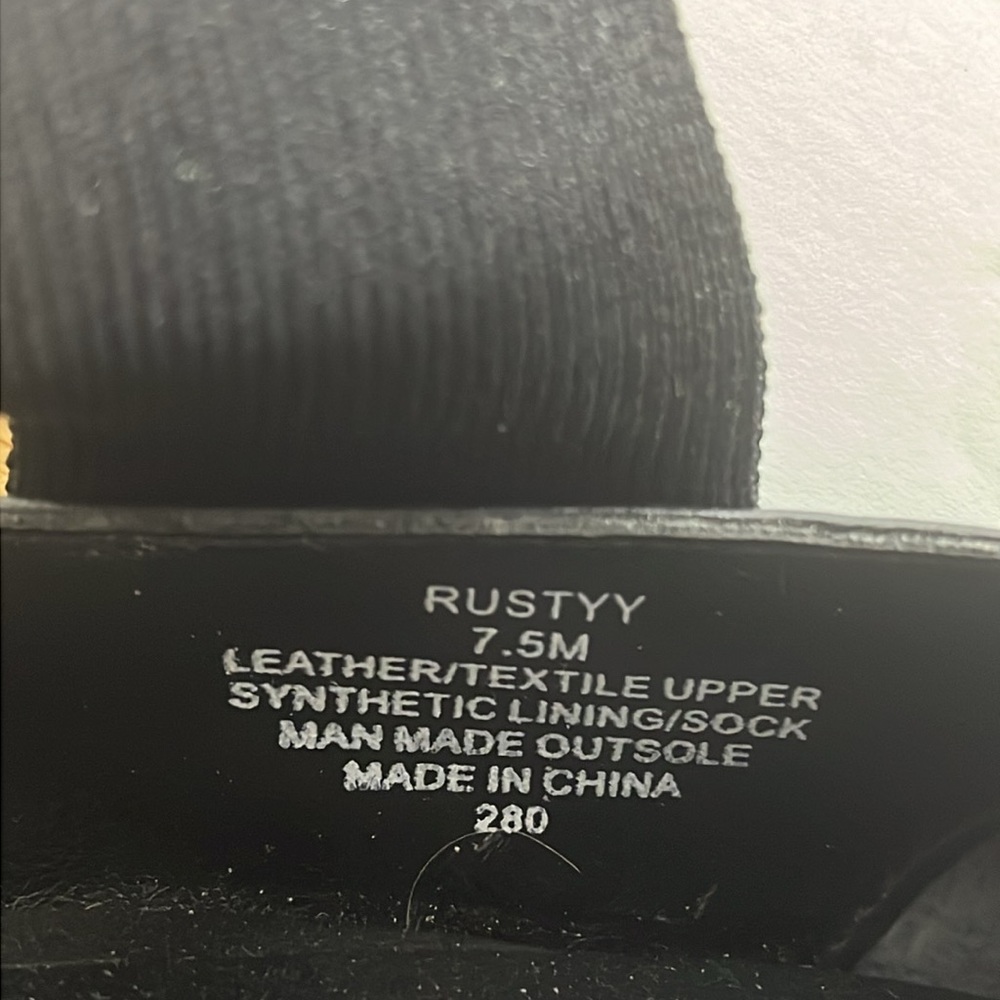 RUSTYY
7.5M
LEATHER/TEXTILE UPPER
SYNTHETIC LINING/SOCK
MAN MADE OUTSOLE
MADE IN CHINA
280